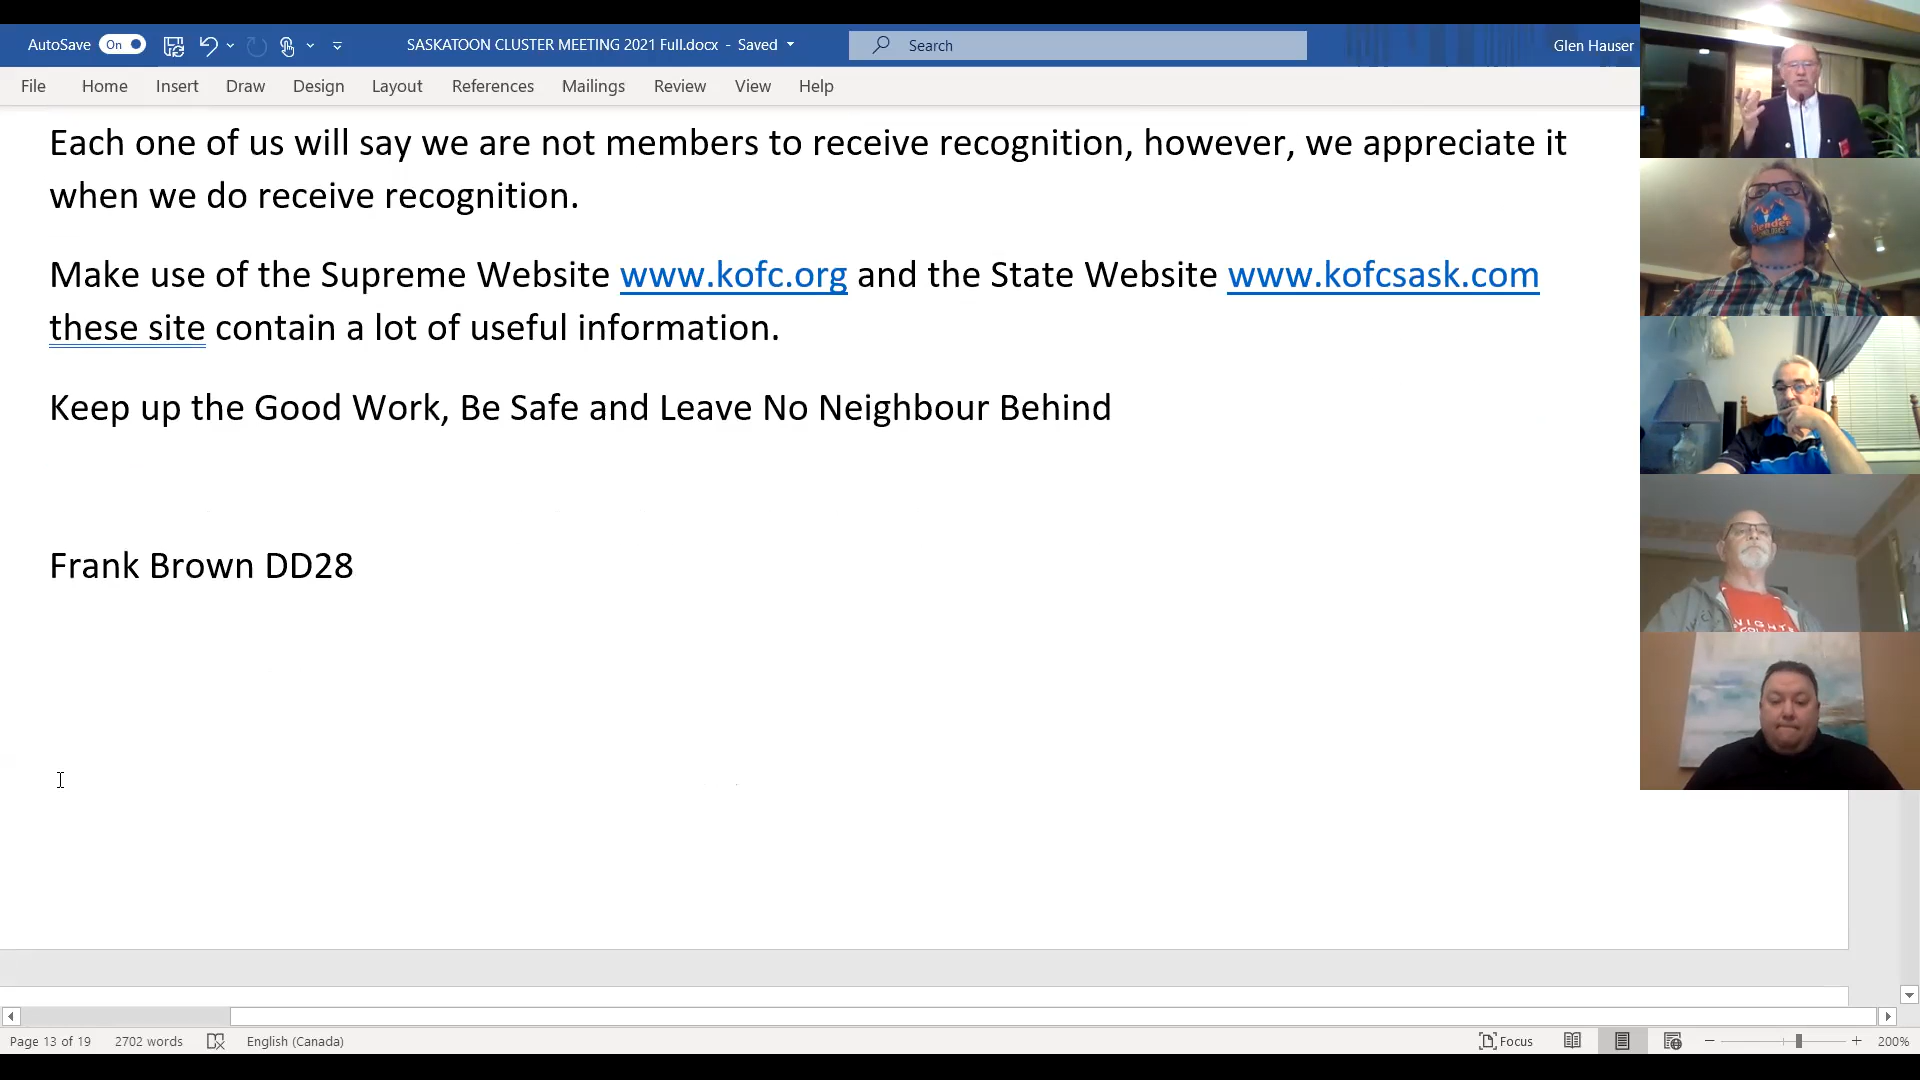 AutoSave On SASKATOON CLUSTER MEETING 2021 Full.docx - Saved Search Glen Hauser
File Home Insert Draw Design Layout References Mailings Review View Help
Each one of us will say we are not members to receive recognition, however, we appreciate it
when we do receive recognition.
Make use of the Supreme Website www.kofc.org and the State Website www.kofcsask.com
these site contain a lot of useful information.
Keep up the Good Work, Be Safe and Leave No Neighbour Behind
Frank Brown DD28
Page 13 of 19 2702 words English (Canada) Focus 200%